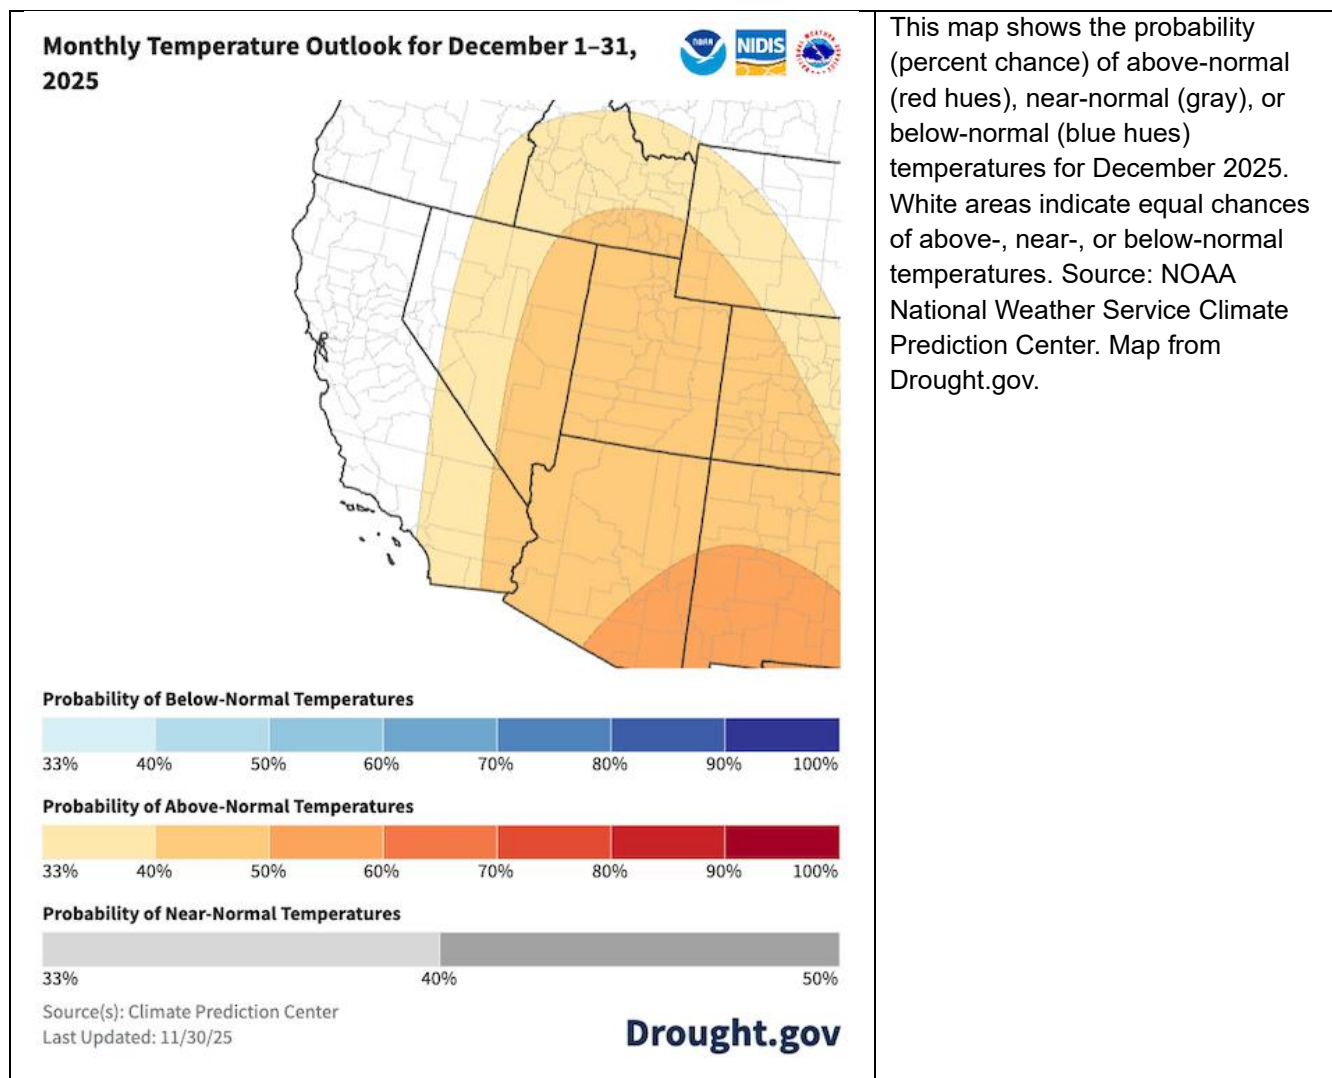 Monthly Temperature Outlook for December 1–31,
2025
NOAA
NIDIS
This map shows the probability
(percent chance) of above-normal
(red hues), near-normal (gray), or
below-normal (blue hues)
temperatures for December 2025.
White areas indicate equal chances
of above-, near-, or below-normal
temperatures. Source: NOAA
National Weather Service Climate
Prediction Center. Map from
Drought.gov.
Probability of Below-Normal Temperatures
33% 40% 50% 60% 70% 80% 90% 100%
Probability of Above-Normal Temperatures
33% 40% 50% 60% 70% 80% 90% 100%
Probability of Near-Normal Temperatures
33% 40% 50%
Source(s): Climate Prediction Center
Last Updated: 11/30/25
Drought.gov